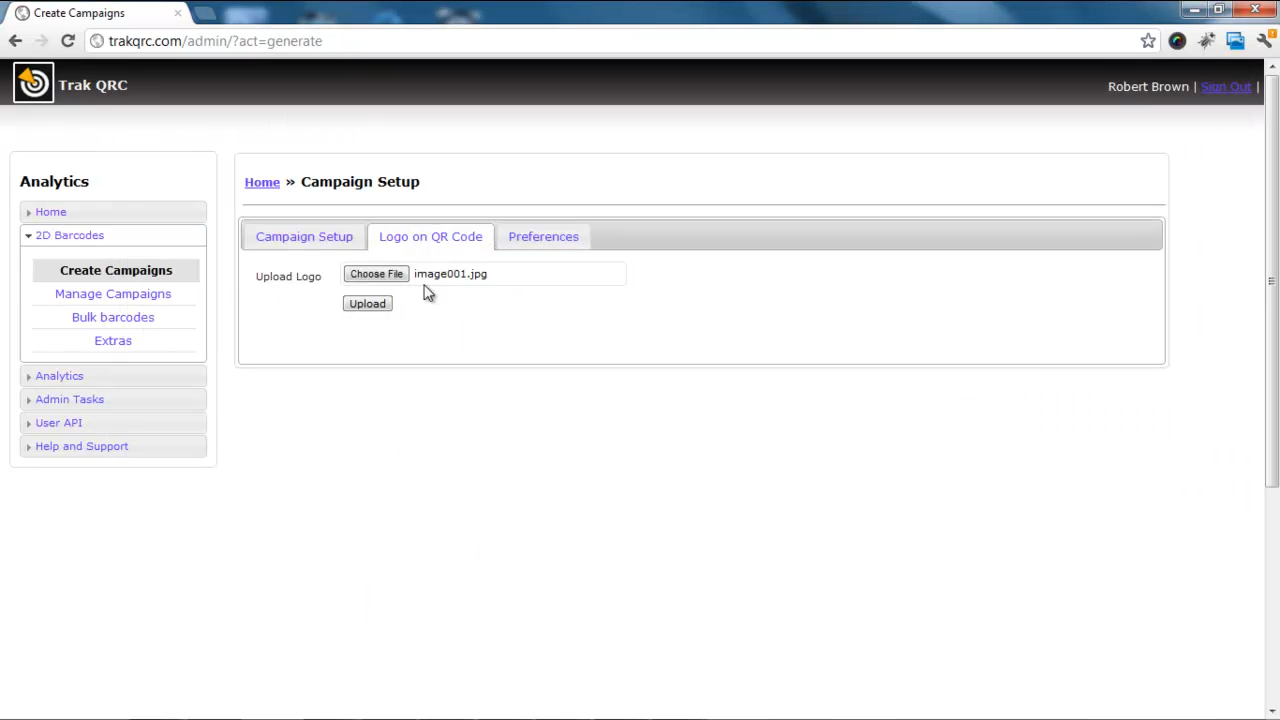 Create Campaigns
trakqrc.com/admin/?act=generate
Trak QRC
Robert Brown | Sign Out |
Analytics
Home
2D Barcodes
Create Campaigns
Manage Campaigns
Bulk barcodes
Extras
Analytics
Admin Tasks
User API
Help and Support
Home » Campaign Setup
Campaign Setup Logo on QR Code Preferences
Upload Logo Choose File image001.jpg
Upload